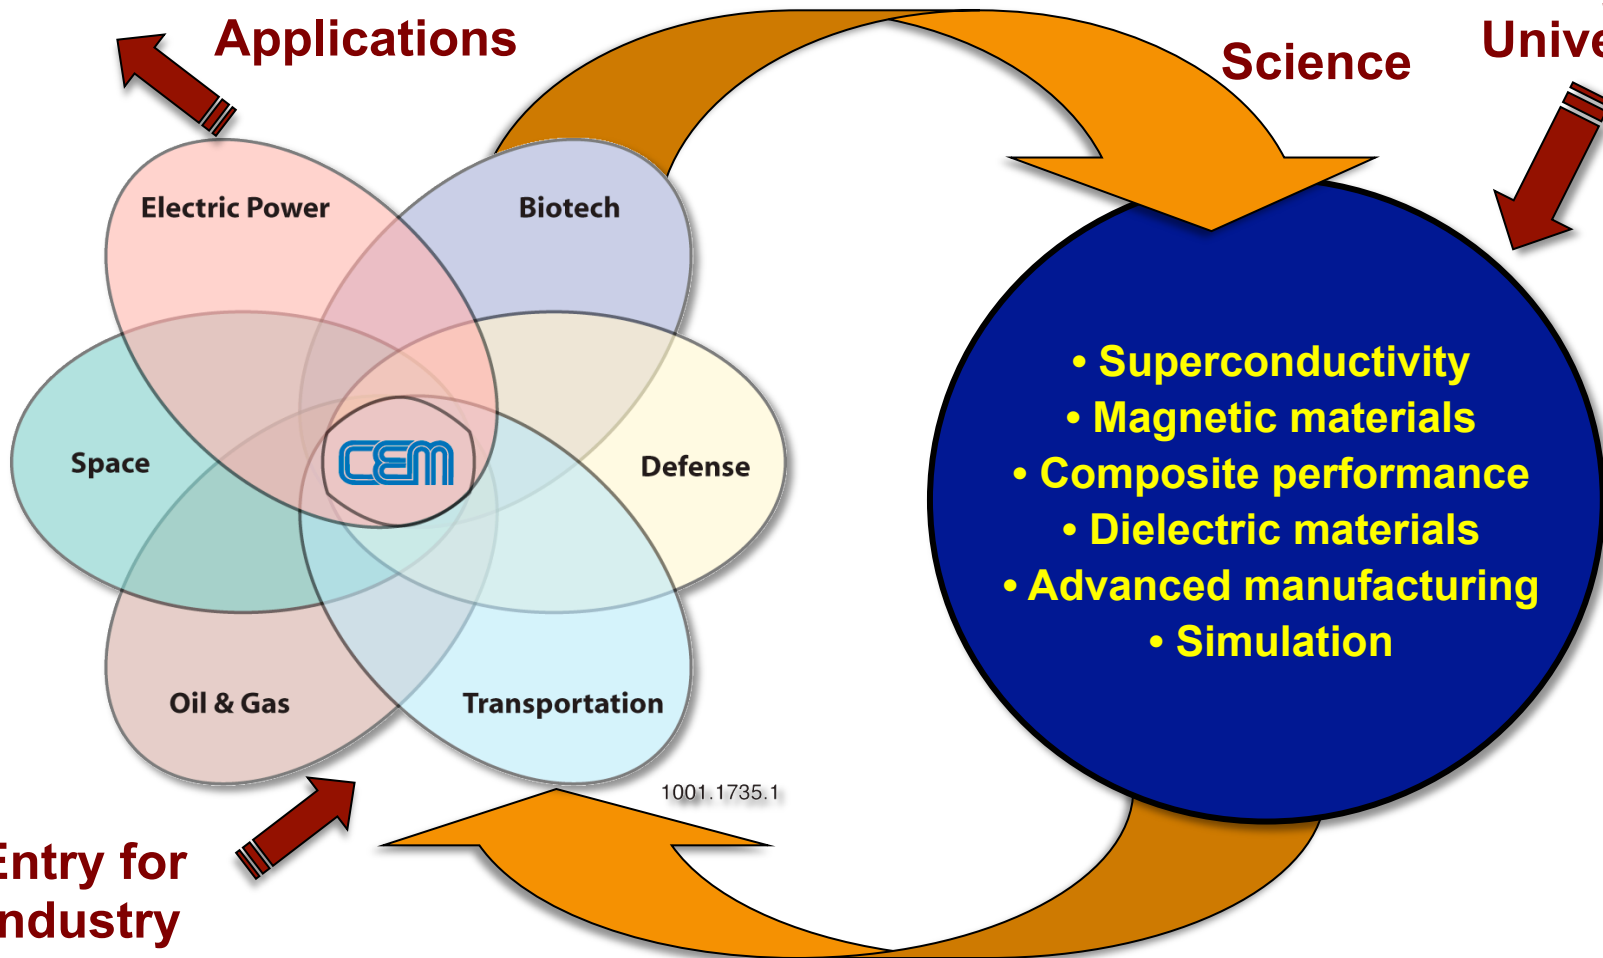 Applications
Science
Electric Power
Biotech
Space
CEM
Defense
Oil & Gas
Transportation
1001.1735.1
• Superconductivity
• Magnetic materials
• Composite performance
• Dielectric materials
• Advanced manufacturing
• Simulation
Entry for
Industry